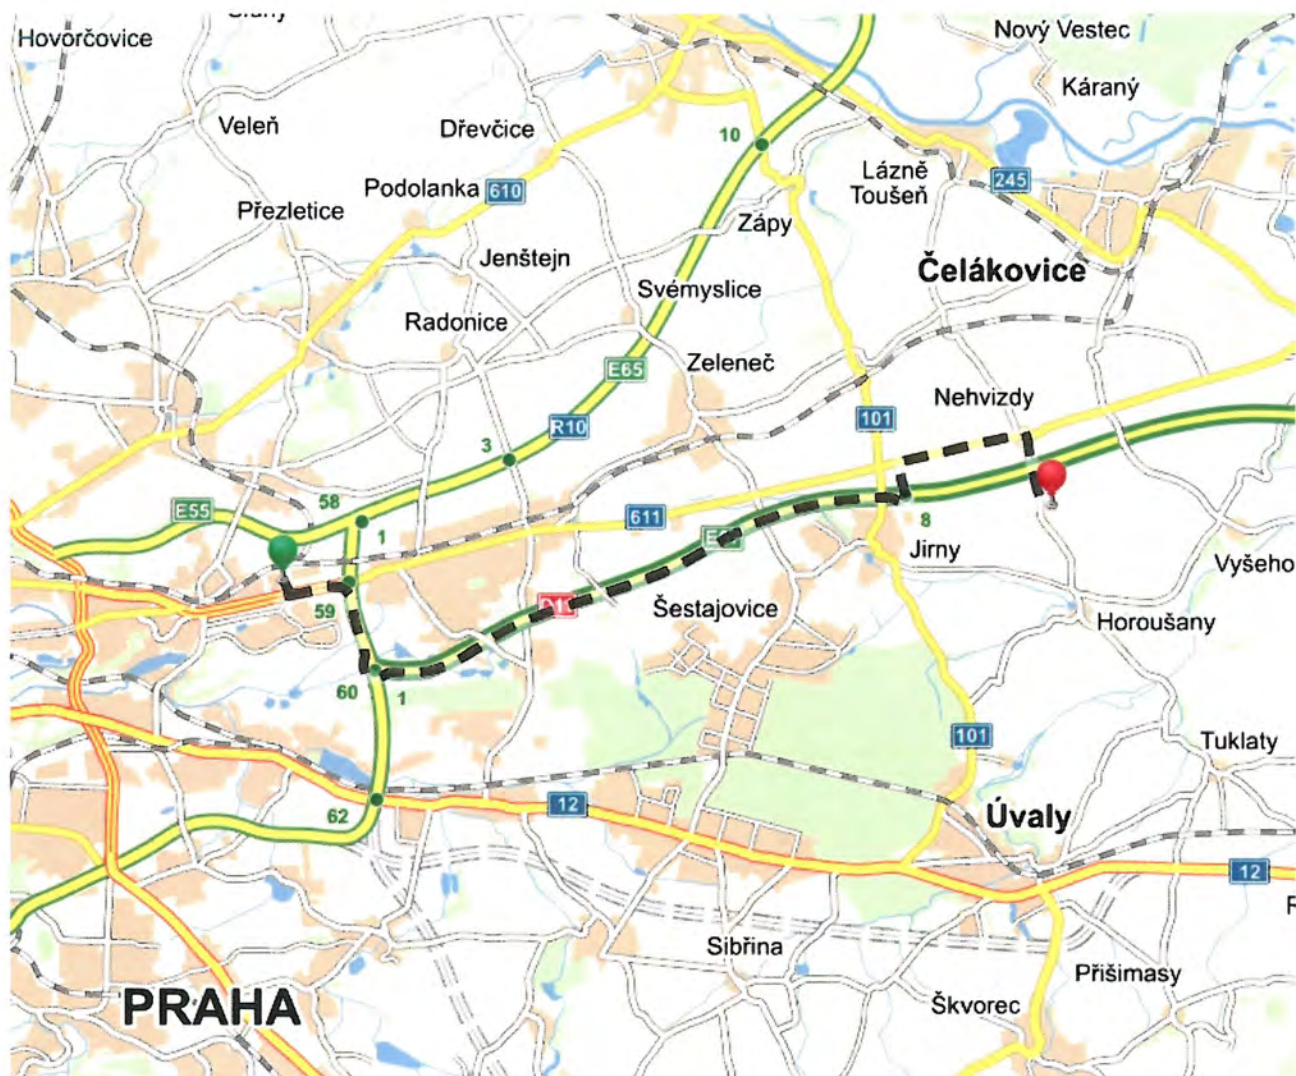 Hovorčovice
Nový Vestec
Káraný
Veleň
Dřevčice
10
Lázně
Toušeň
245
Podolanka
610
Přezletice
Zápy
Jenštejn
Čelákovice
Svémyslice
Radonice
E65
Zeleneč
Nehvizdy
101
R10
3
58
E55
1
611
8
Jirny
Vyšeho
59
Šestajovice
Horoušany
60
1
101
Tuklaty
62
12
Úvaly
12
R
Sibřina
Přišimasy
PRAHA
Škvorec